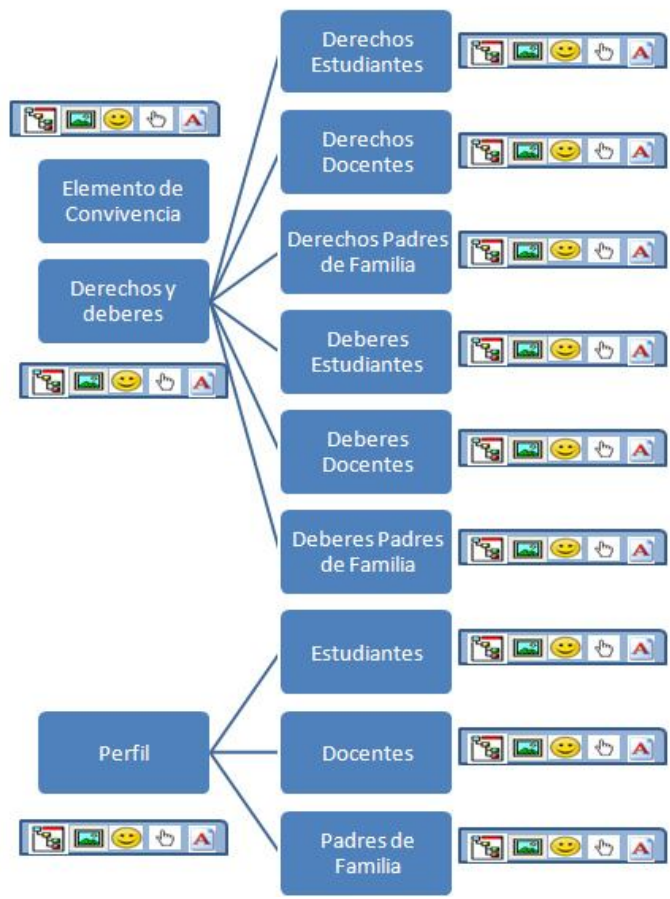 Derechos
Estudiantes
Derechos
Docentes
Elemento de
Convivencia
Derechos Padres
de Familia
Derechos y
deberes
Deberes
Estudiantes
Deberes
Docentes
Deberes Padres
de Familia
Estudiantes
Perfil
Docentes
Padres de
Familia